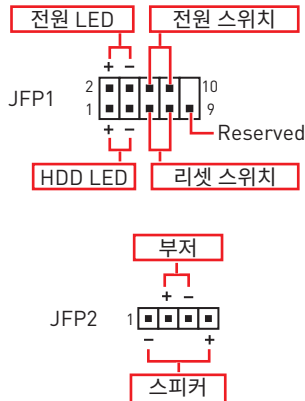 전원 LED 전원 스위치
+ − 
2 10
JFP1
1 9
+ −
Reserved
HDD LED 리셋 스위치
부저
+ −
JFP2 1
− +
스피커